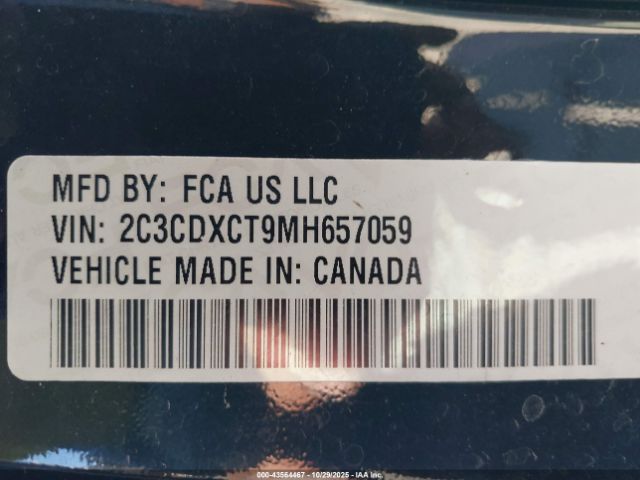 MFD BY: FCA US LLC
VIN: 2C3CDXCT9MH657059
VEHICLE MADE IN: CANADA
000-43564467 • 10/29/2025 • IAA Inc.